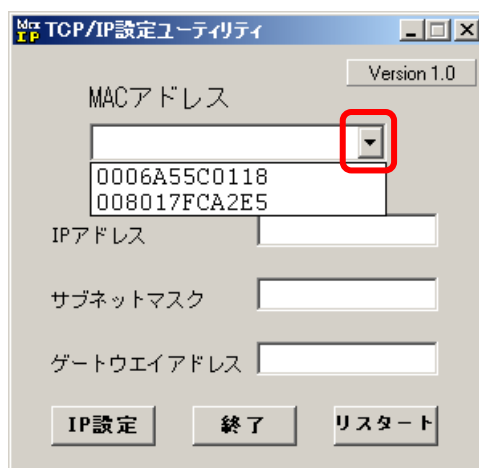 Mac IP TCP/IP設定ユーティリティ
Version 1.0
MACアドレス
0006A55C0118
008017FCA2E5
IPアドレス
サブネットマスク
ゲートウエイアドレス
IP設定 終了 リスタート